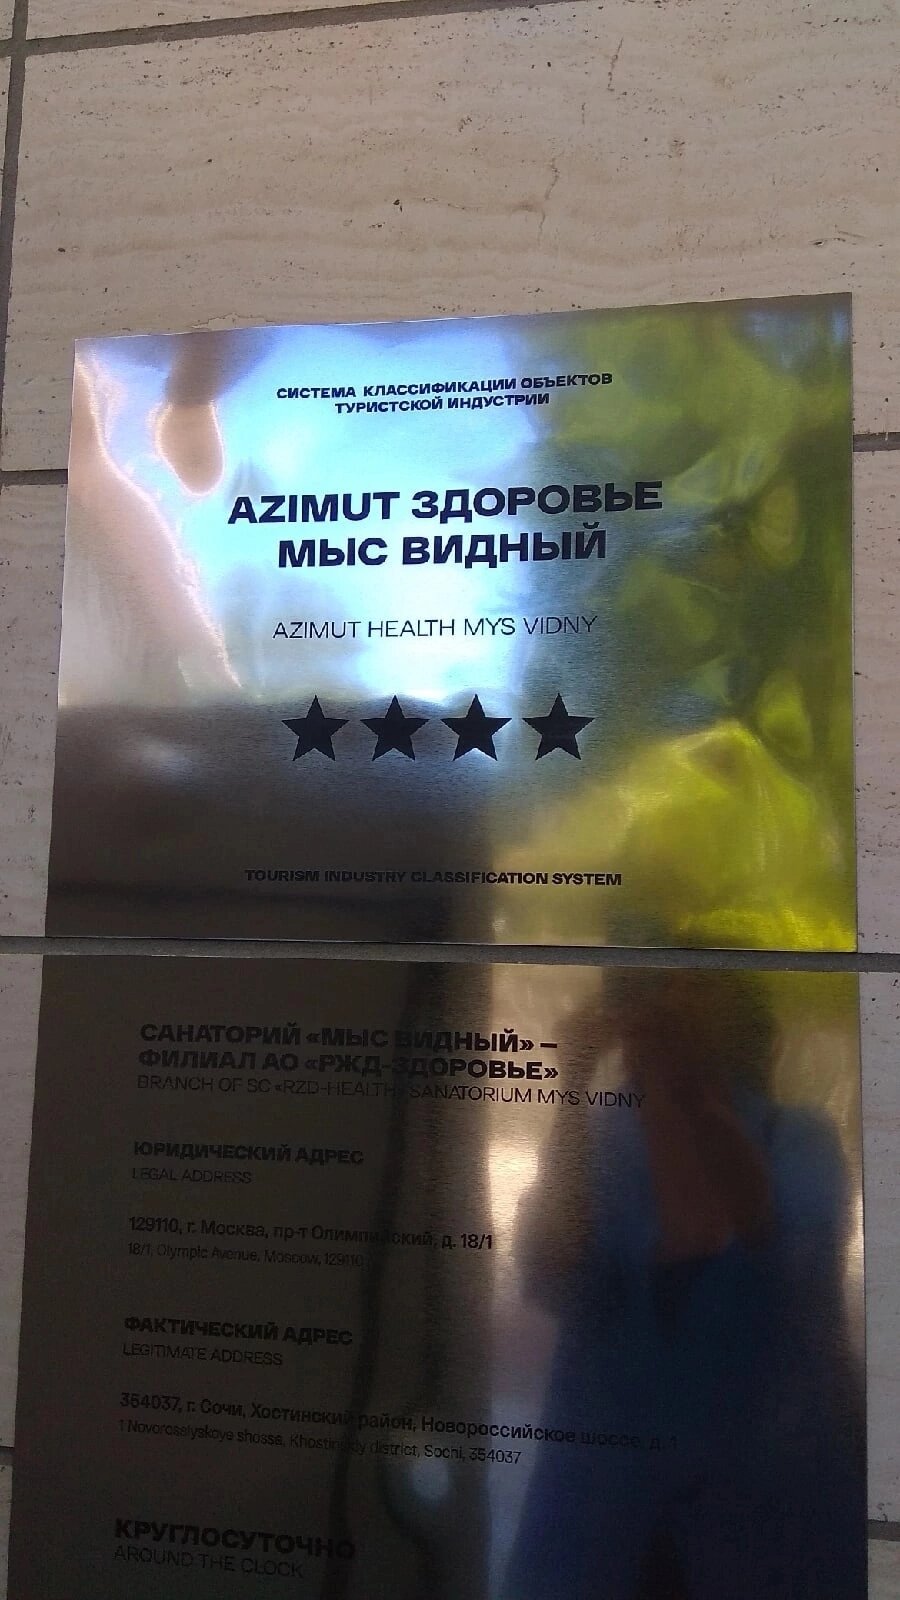 СИСТЕМА КЛАССИФИКАЦИИ ОБЪЕКТОВ
ТУРИСТСКОЙ ИНДУСТРИИ
AZIMUT ЗДОРОВЬЕ
МЫС ВИДНЫЙ
AZIMUT HEALTH MYS VIDNY
TOURISM INDUSTRY CLASSIFICATION SYSTEM
САНАТОРИЙ «МЫС ВИДНЫЙ» –
ФИЛИАЛ АО «РЖД-ЗДОРОВЬЕ»
BRANCH OF SC «RZD-HEALTH» SANATORIUM MYS VIDNY
ЮРИДИЧЕСКИЙ АДРЕС
LEGAL ADDRESS
129110, г. Москва, пр-т Олимпийский, д. 18/1
18/1, Olympic Avenue, Moscow, 129110
ФАКТИЧЕСКИЙ АДРЕС
LEGITIMATE ADDRESS
354037, г. Сочи, Хостинский район, Новороссийское шоссе, д. 1
1 Novorossiyskoye shosse, Khostinskiy district, Sochi, 354037
КРУГЛОСУТОЧНО
AROUND THE CLOCK